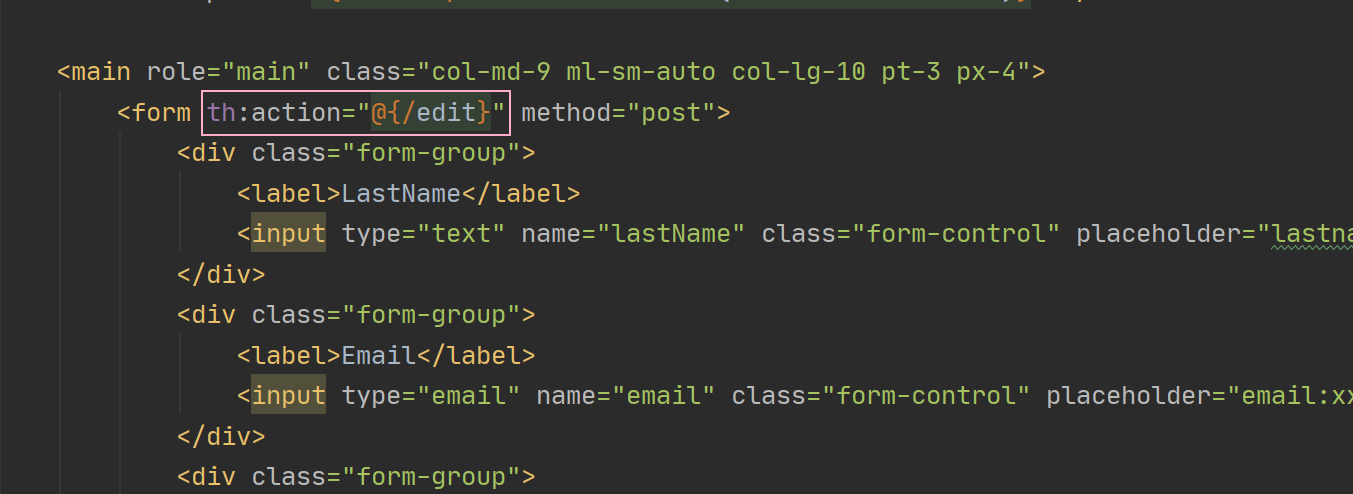 <main role="main" class="col-md-9 ml-sm-auto col-lg-10 pt-3 px-4">
<form th:action="@{/edit}" method="post">
<div class="form-group">
<label>LastName</label>
<input type="text" name="lastName" class="form-control" placeholder="lastna
</div>
<div class="form-group">
<label>Email</label>
<input type="email" name="email" class="form-control" placeholder="email:xx
</div>
<div class="form-group">